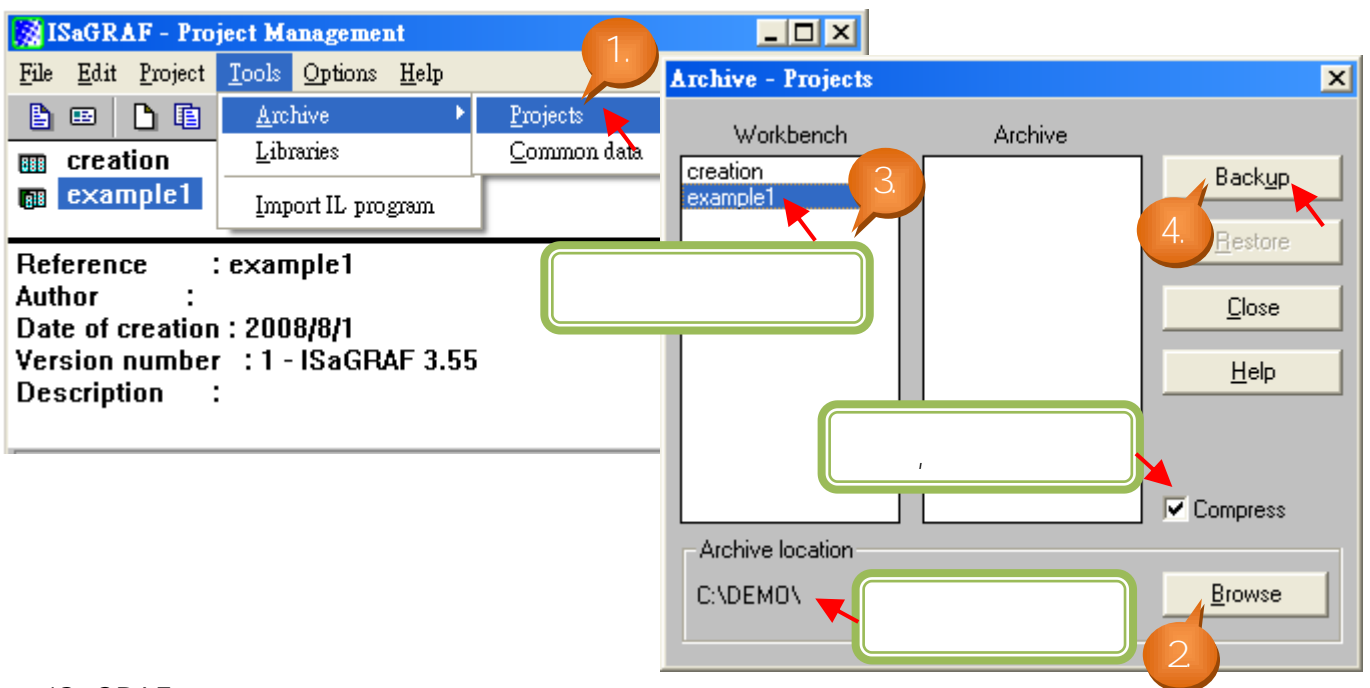 ISaGRAF - Project Management
File Edit Project Tools Options Help
Archive
Libraries
Import IL program
Projects
Common data
1.
creation
example1
Reference : example1
Author :
Date of creation : 2008/8/1
Version number : 1 - ISaGRAF 3.55
Description :
Archive - Projects
Workbench Archive
creation
example1
3.
Backup
4.
Restore
Close
Help
,
Compress
Archive location
C:\DEMO\
Browse
2